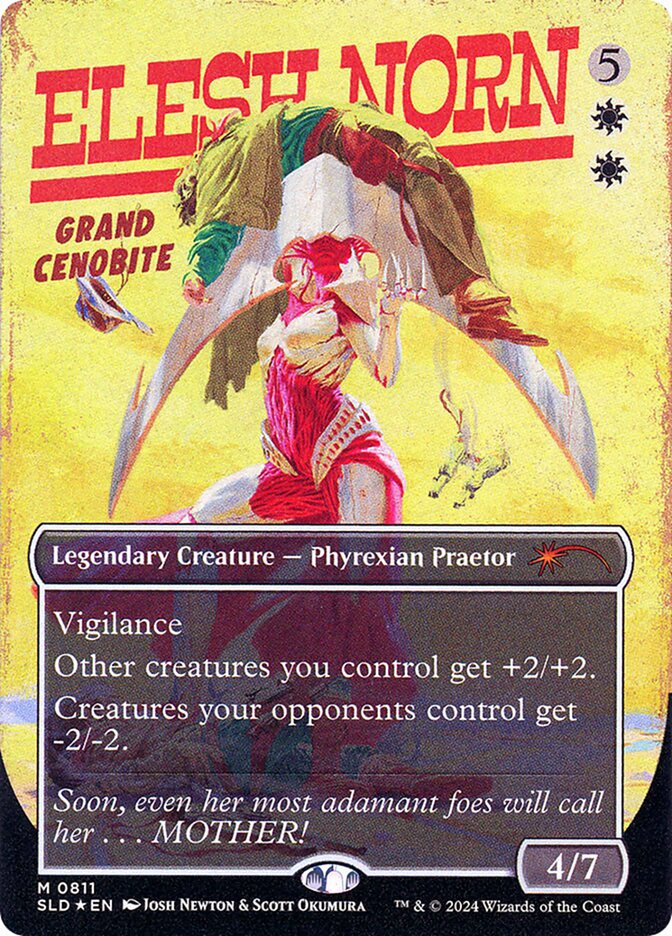 ELESH NORN
5
GRAND
CENOBITE
Legendary Creature — Phyrexian Praetor
Vigilance
Other creatures you control get +2/+2.
Creatures your opponents control get
-2/-2.
Soon, even her most adamant foes will call
her . . . MOTHER!
4/7
M 0811
SLD★EN Josh Newton & Scott Okumura
™ & © 2024 Wizards of the Coast